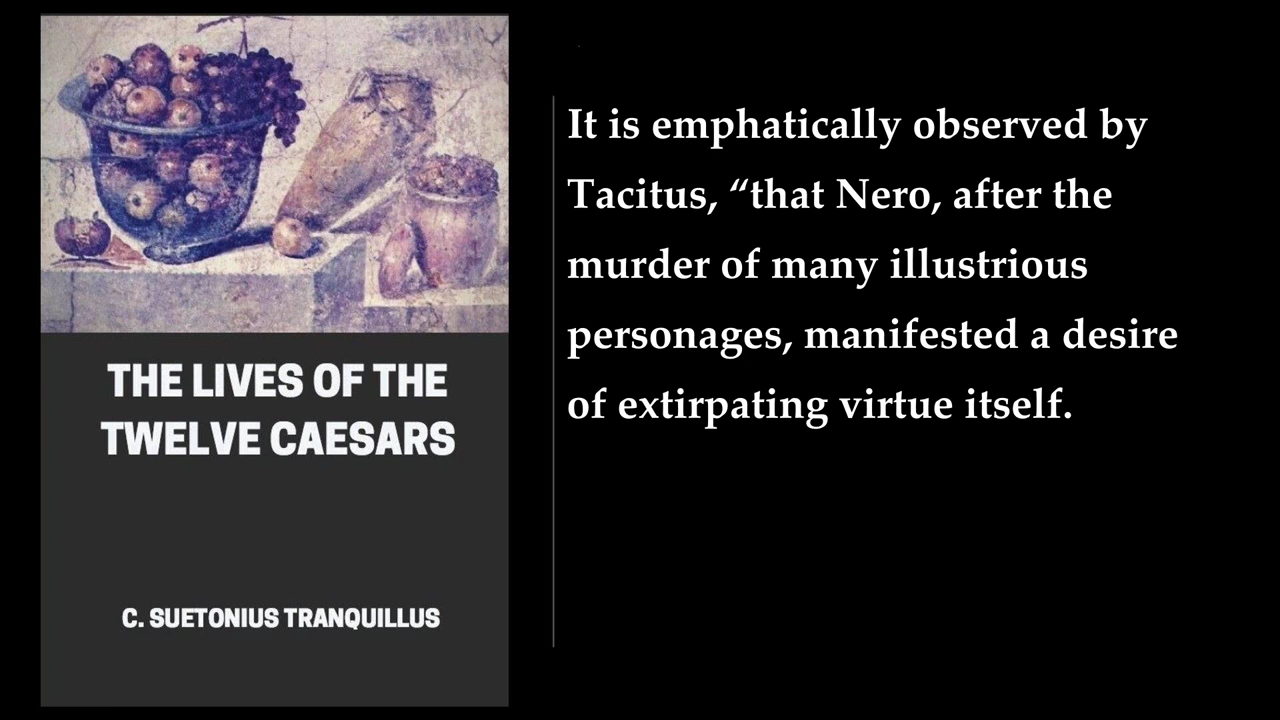 THE LIVES OF THE
TWELVE CAESARS
C. SUETONIUS TRANQUILLUS
It is emphatically observed by
Tacitus, “that Nero, after the
murder of many illustrious
personages, manifested a desire
of extirpating virtue itself.